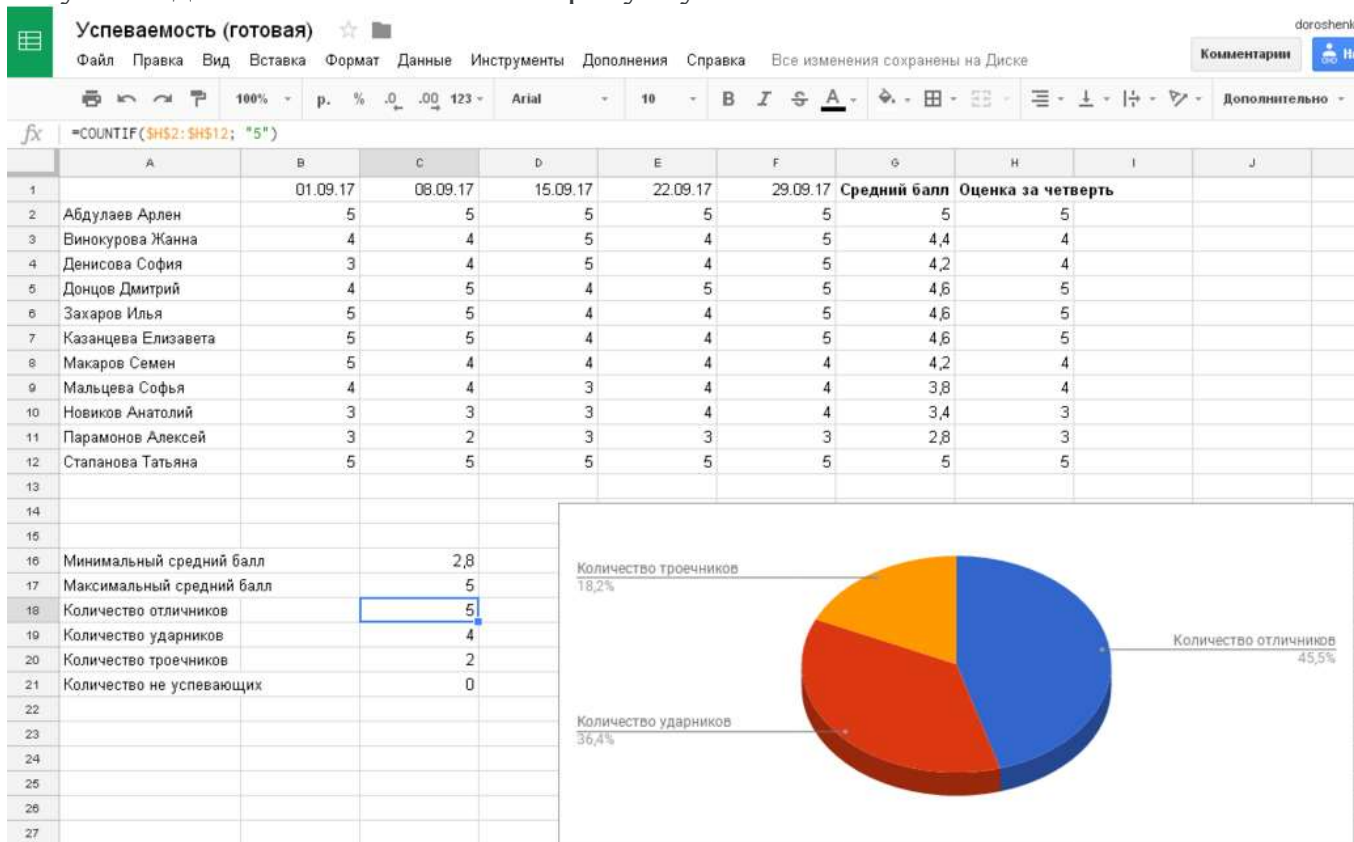 Успеваемость (готовая)
doroshenk
Файл Правка Вид Вставка Формат Данные Инструменты Дополнения Справка Все изменения сохранены на Диске
Комментарии
100% р. % .0 .00 123 Arial 10 B I S A Дополнительно
fx =COUNTIF($H$2:$H$12; "5")
A B C D E F G H I J
1 01.09.17 08.09.17 15.09.17 22.09.17 29.09.17 Средний балл Оценка за четверть
2 Абдулаев Арлен 5 5 5 5 5 5 5
3 Винокурова Жанна 4 4 5 4 5 4,4 4
4 Денисова София 3 4 5 4 5 4,2 4
5 Донцов Дмитрий 4 5 4 5 5 4,6 5
6 Захаров Илья 5 5 4 4 5 4,6 5
7 Казанцева Елизавета 5 5 4 4 5 4,6 5
8 Макаров Семен 5 4 4 4 4 4,2 4
9 Мальцева Софья 4 4 3 4 4 3,8 4
10 Новиков Анатолий 3 3 3 4 4 3,4 3
11 Парамонов Алексей 3 2 3 3 3 2,8 3
12 Стапанова Татьяна 5 5 5 5 5 5 5
13
14
15
16 Минимальный средний балл 2,8
17 Максимальный средний балл 5
18 Количество отличников 5
19 Количество ударников 4
20 Количество троечников 2
21 Количество не успевающих 0
22
23
24
25
26
27
Количество троечников
18,2%
Количество отличников
45,5%
Количество ударников
36,4%